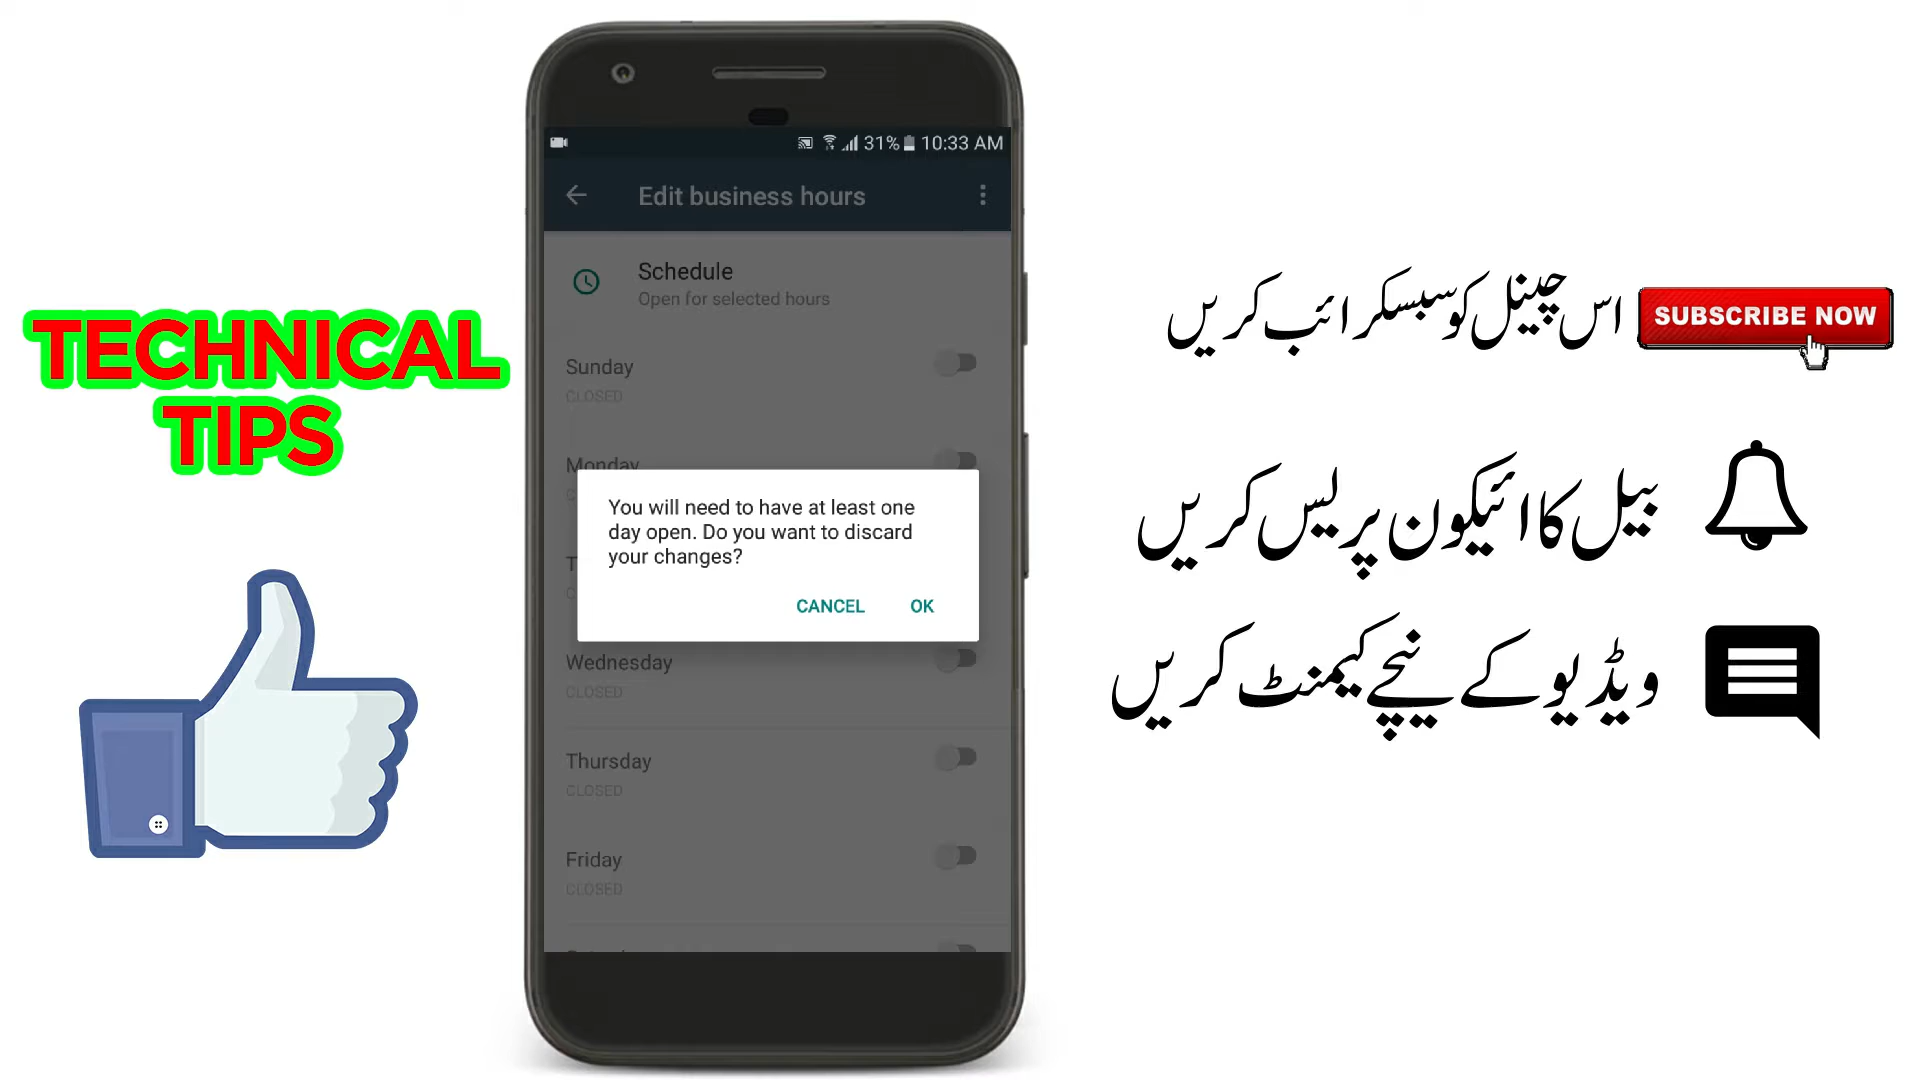 TECHNICAL
TIPS
31% 10:33 AM
Edit business hours
Schedule
Open for selected hours
Sunday
CLOSED
Monday
You will need to have at least one
day open. Do you want to discard
your changes?
CANCEL OK
Wednesday
CLOSED
Thursday
CLOSED
Friday
CLOSED
اس چینل کو سبسکرائب کریں
SUBSCRIBE NOW
بیل کا ائیکون پریس کریں
ویڈیو کے نیچے کیمنٹ کریں